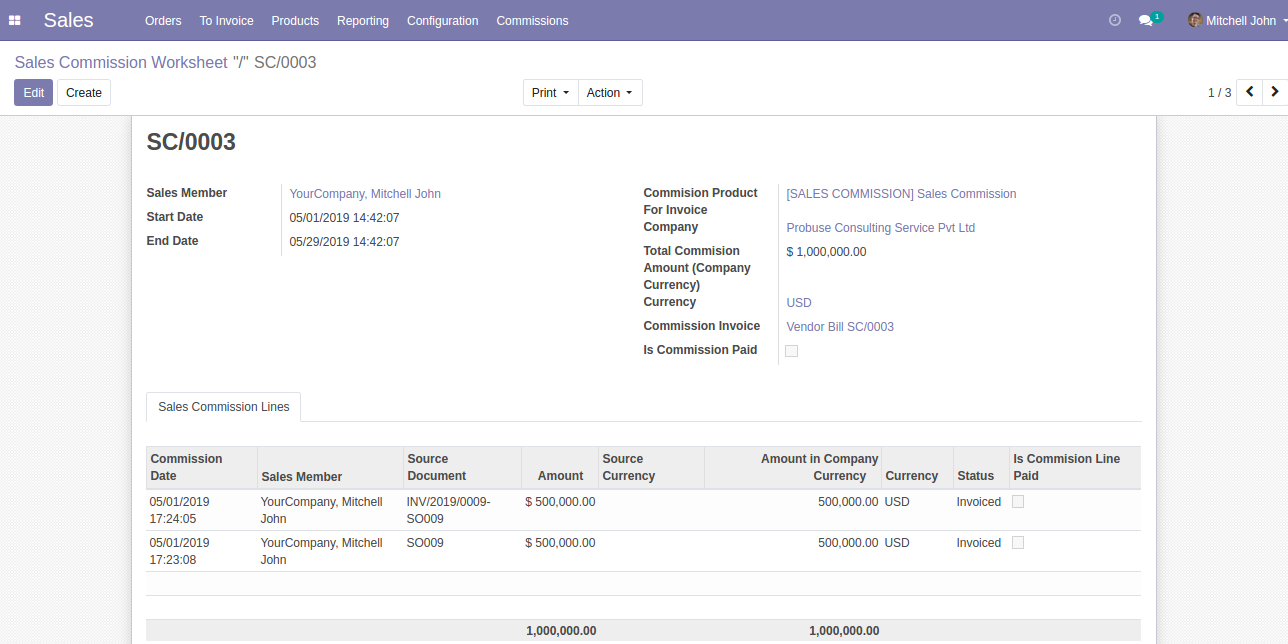 Sales Orders To Invoice Products Reporting Configuration Commissions 1 Mitchell John
Sales Commission Worksheet "/" SC/0003
Edit Create Print Action 1 / 3
SC/0003
Sales Member YourCompany, Mitchell John
Start Date 05/01/2019 14:42:07
End Date 05/29/2019 14:42:07
Commision Product [SALES COMMISSION] Sales Commission
For Invoice
Company Probuse Consulting Service Pvt Ltd
Total Commision $ 1,000,000.00
Amount (Company
Currency)
Currency USD
Commission Invoice Vendor Bill SC/0003
Is Commission Paid
Sales Commission Lines
Commission Source Source Amount in Company Is Commision Line
Date Sales Member Document Amount Currency Currency Currency Status Paid
05/01/2019 YourCompany, Mitchell INV/2019/0009- $ 500,000.00 500,000.00 USD Invoiced
17:24:05 John SO009
05/01/2019 YourCompany, Mitchell SO009 $ 500,000.00 500,000.00 USD Invoiced
17:23:08 John
1,000,000.00 1,000,000.00